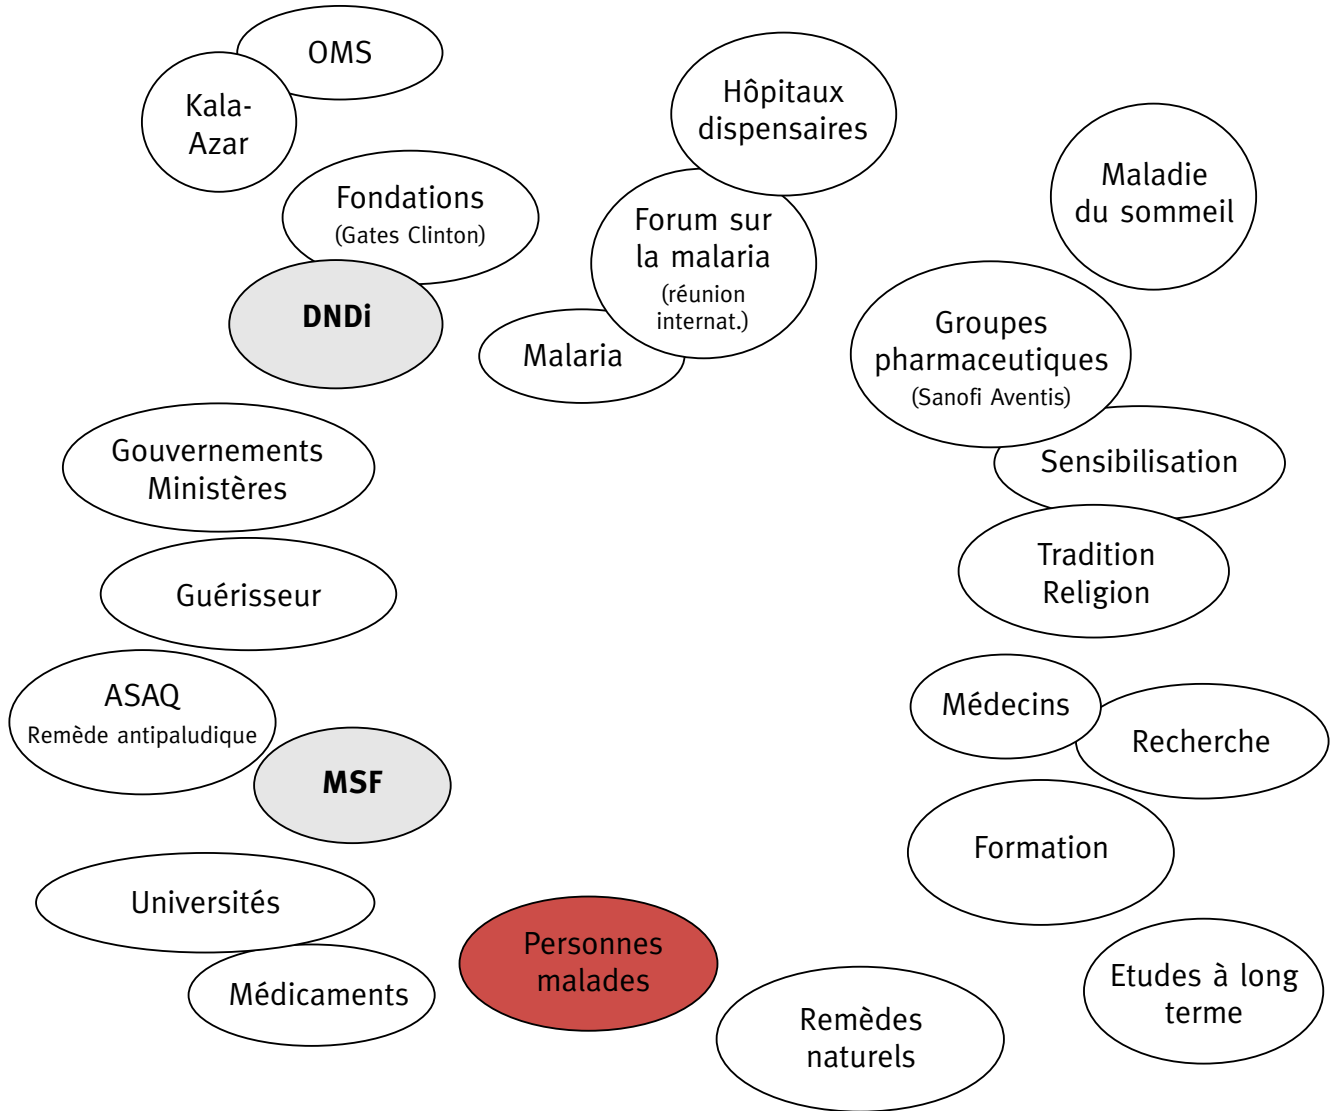 OMS
Kala-
Azar
Hôpitaux
dispensaires
Maladie
du sommeil
Fondations
(Gates Clinton)
Forum sur
la malaria
(réunion
internat.)
DNDi
Malaria
Groupes
pharmaceutiques
(Sanofi Aventis)
Gouvernements
Ministères
Sensibilisation
Guérisseur
Tradition
Religion
ASAQ
Remède antipaludique
Médecins
Recherche
MSF
Formation
Universités
Personnes
malades
Médicaments
Etudes à long
terme
Remèdes
naturels